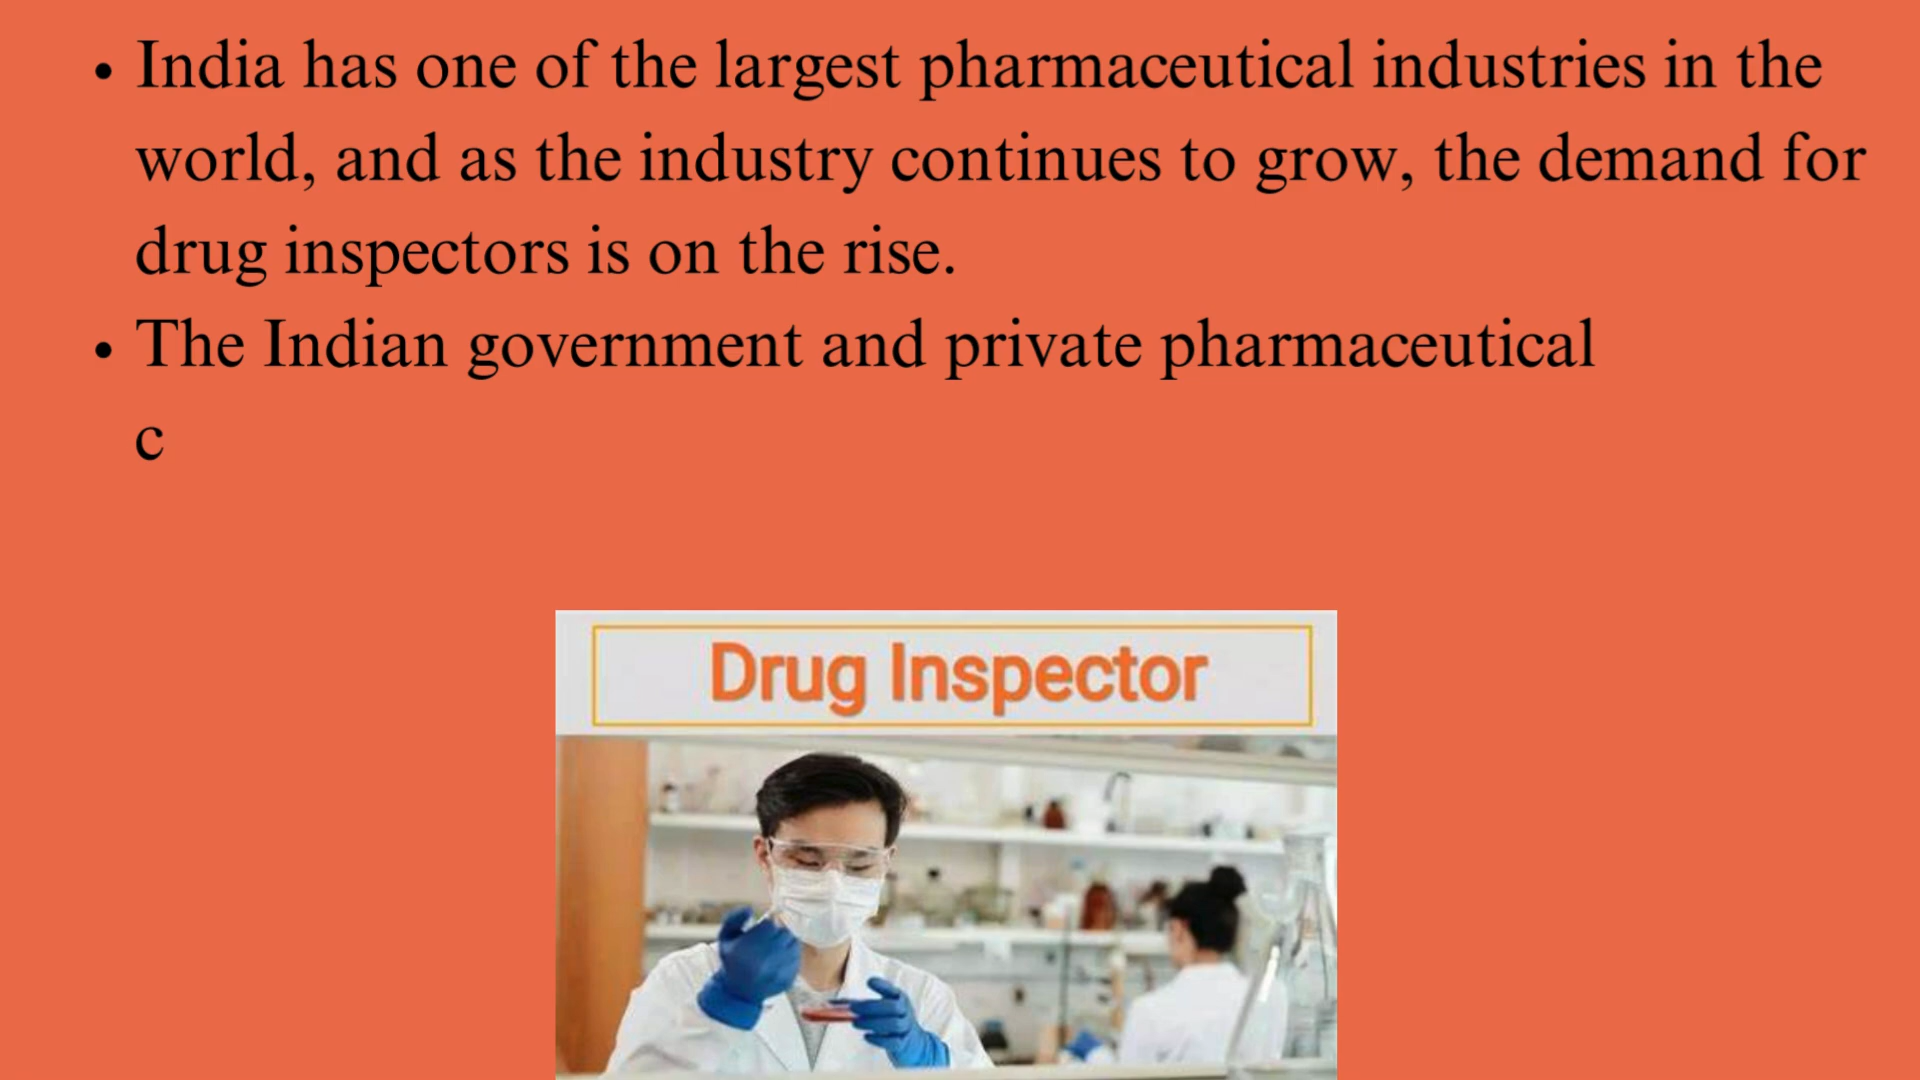 • India has one of the largest pharmaceutical industries in the
world, and as the industry continues to grow, the demand for
drug inspectors is on the rise.
• The Indian government and private pharmaceutical
c
Drug Inspector